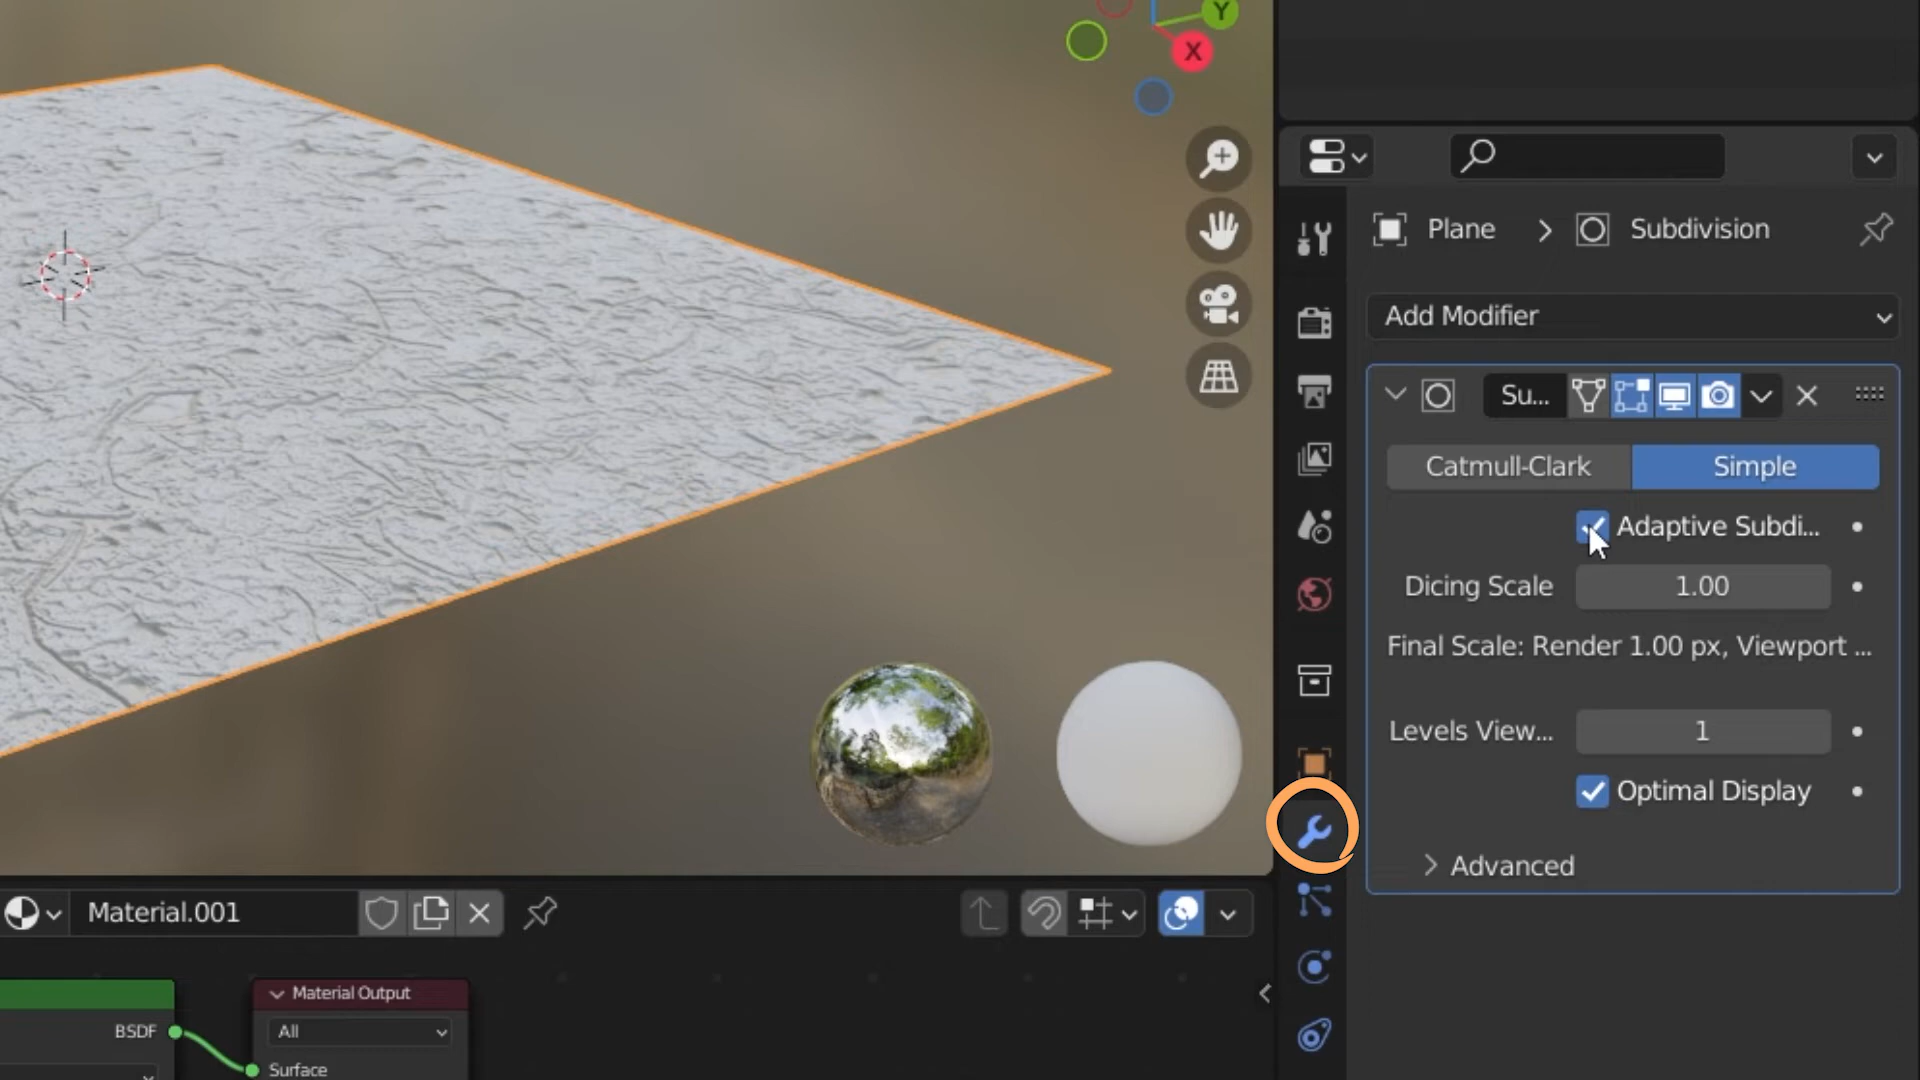 Y
X
Plane
Subdivision
Add Modifier
Su...
Catmull-Clark
Simple
Adaptive Subdi...
Dicing Scale
1.00
Final Scale: Render 1.00 px, Viewport ...
Levels View...
1
Optimal Display
Advanced
Material.001
Material Output
BSDF
All
Surface